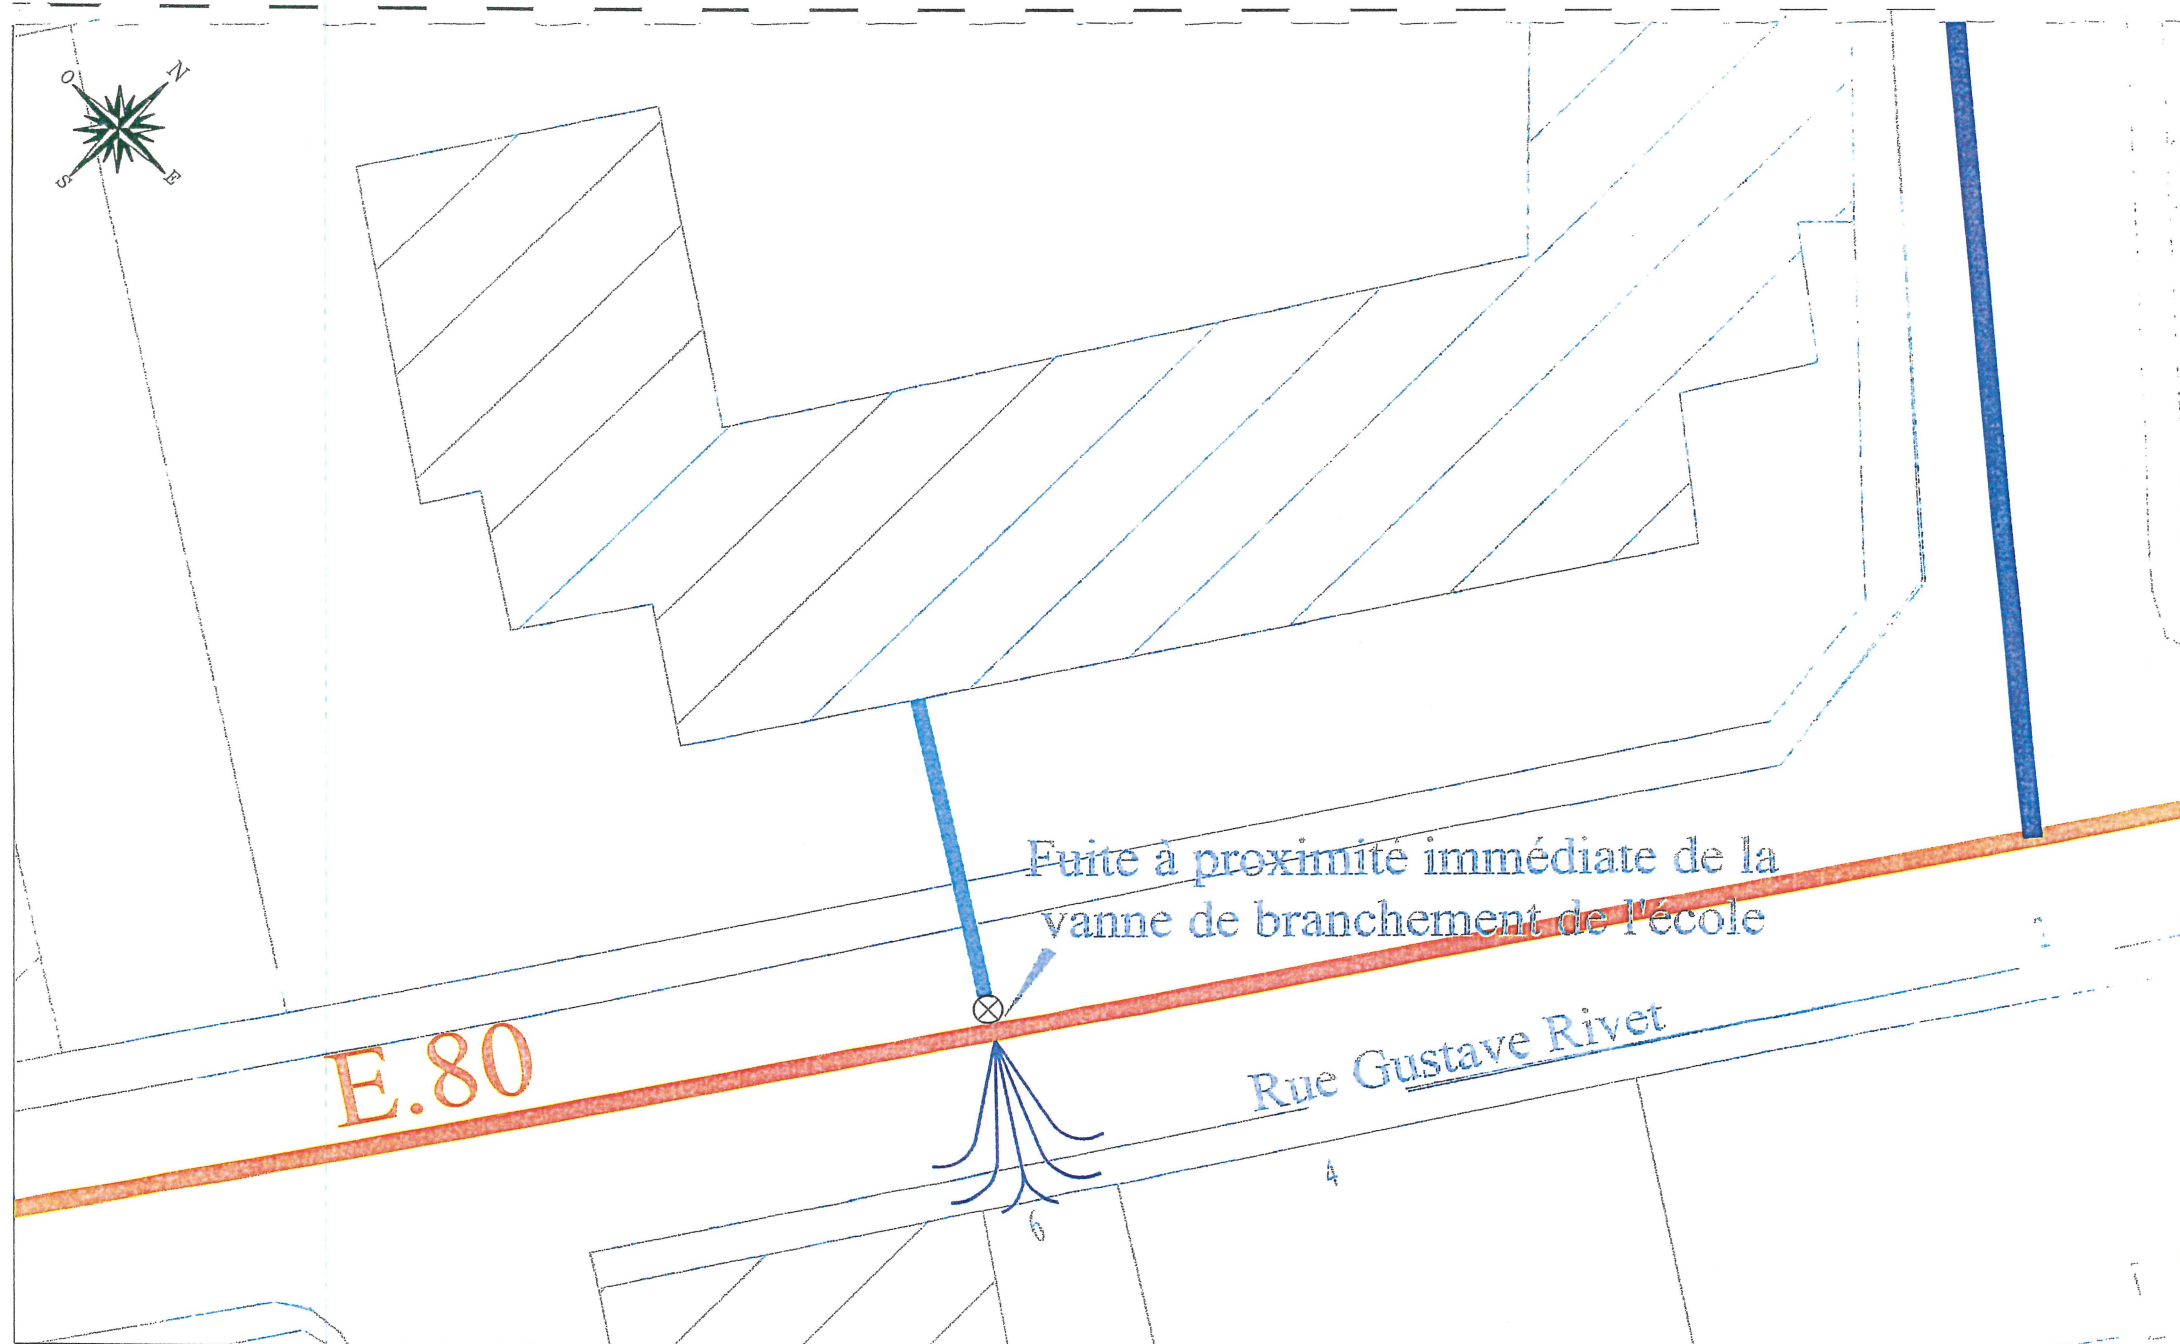 O
N
S
E
Fuite à proximité immédiate de la
vanne de branchement de l'école
E.80
Rue Gustave Rivet
4
6